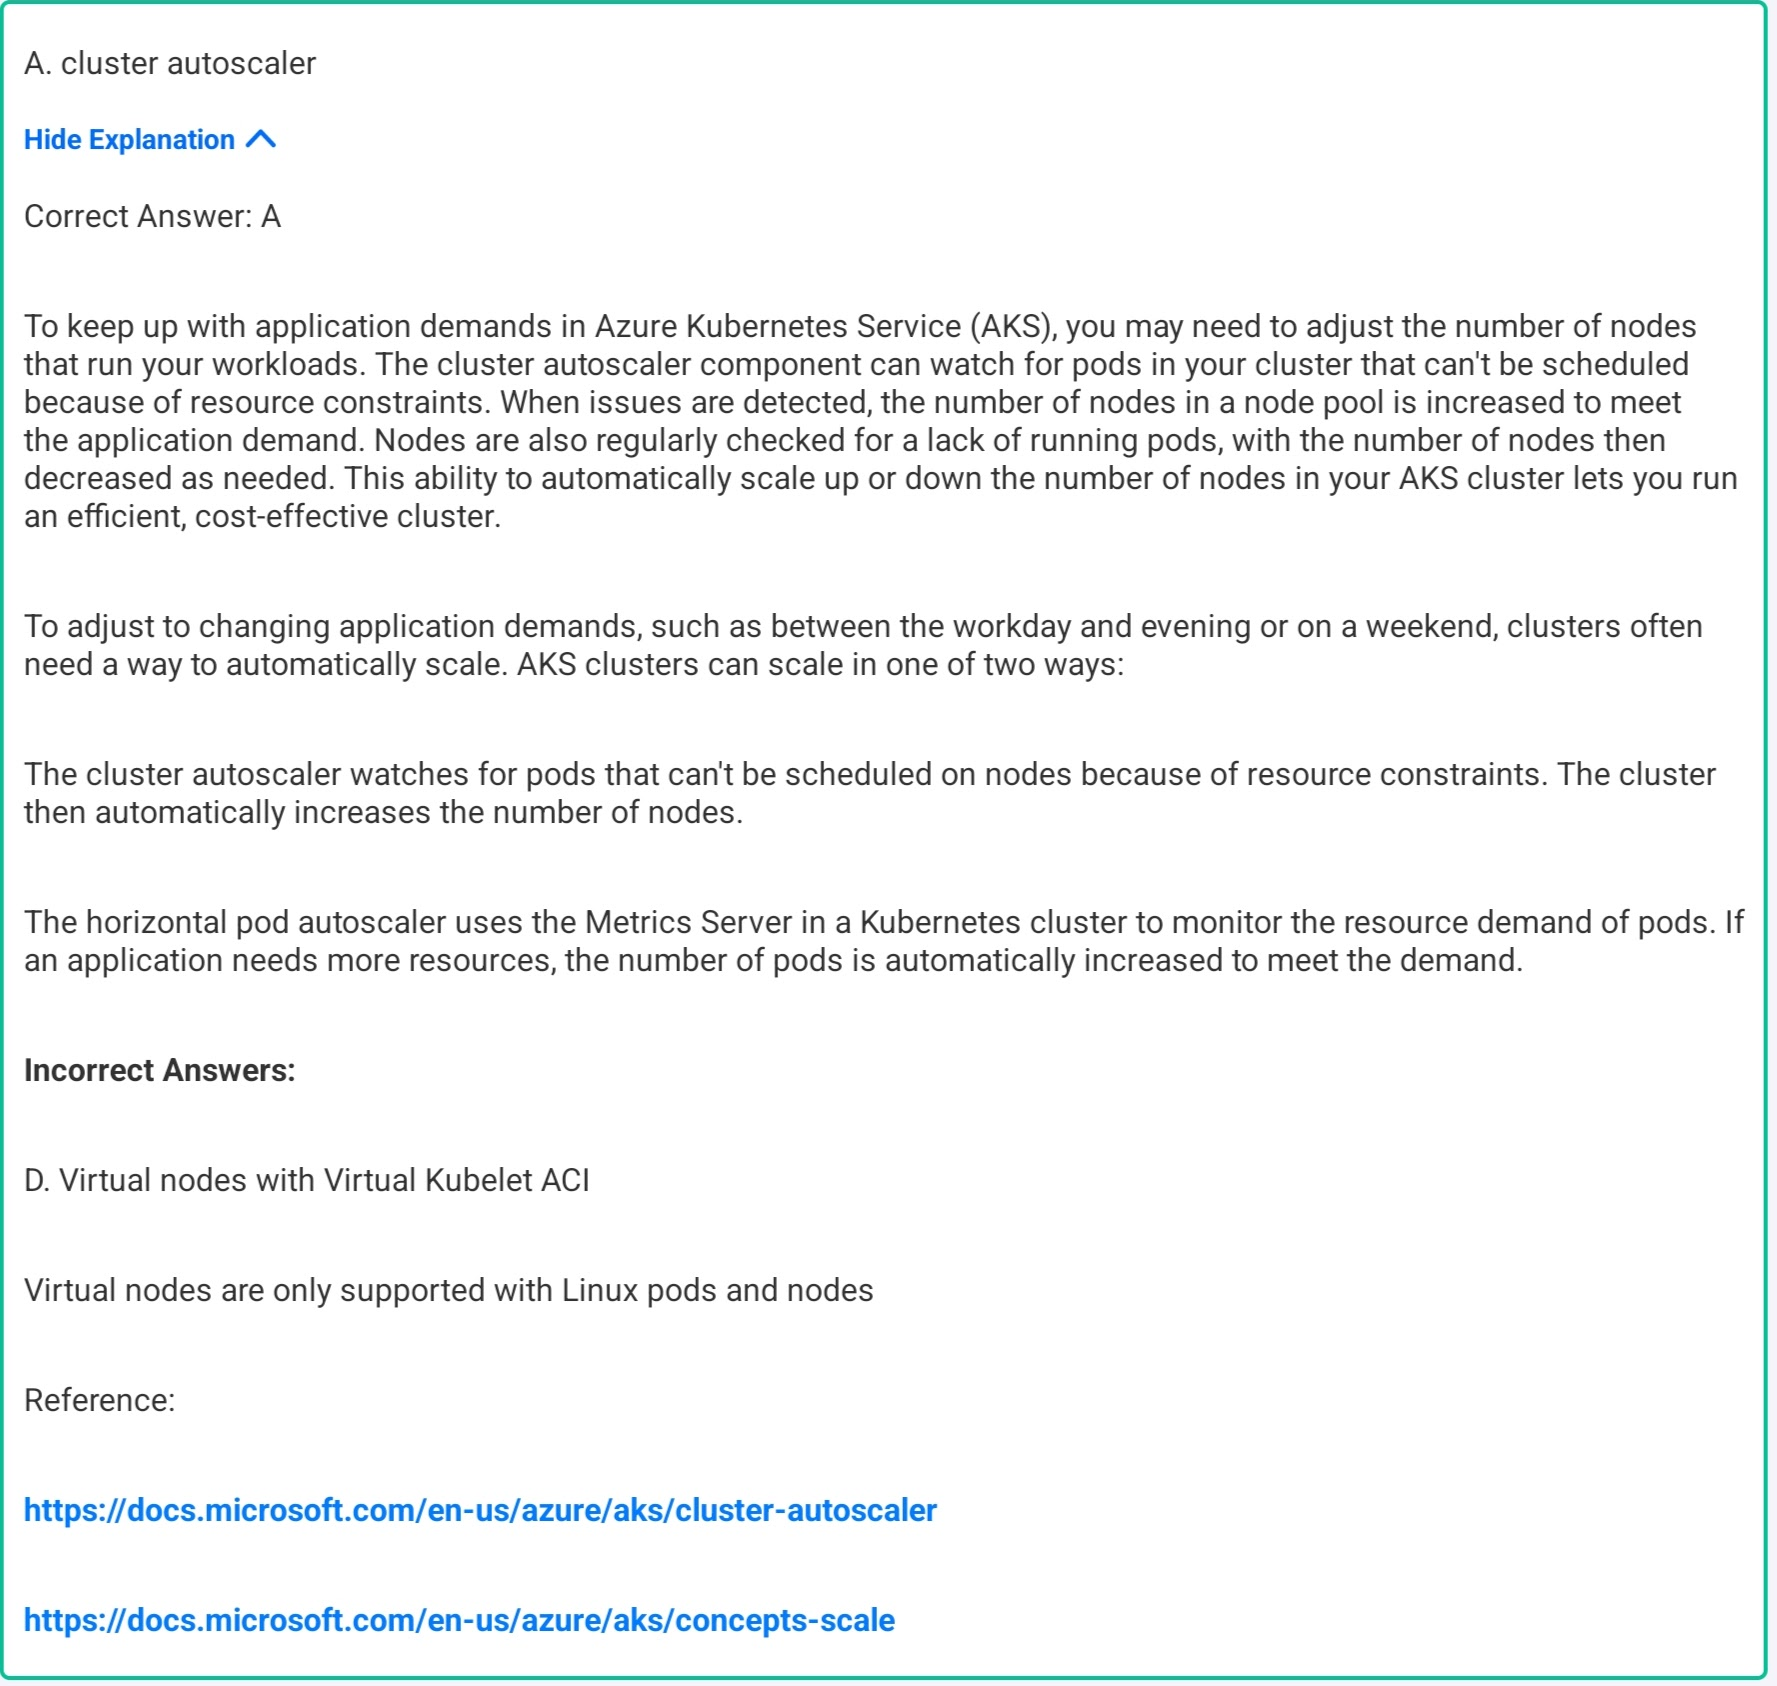 A. cluster autoscaler
Hide Explanation
Correct Answer: A
To keep up with application demands in Azure Kubernetes Service (AKS), you may need to adjust the number of nodes
that run your workloads. The cluster autoscaler component can watch for pods in your cluster that can't be scheduled
because of resource constraints. When issues are detected, the number of nodes in a node pool is increased to meet
the application demand. Nodes are also regularly checked for a lack of running pods, with the number of nodes then
decreased as needed. This ability to automatically scale up or down the number of nodes in your AKS cluster lets you run
an efficient, cost-effective cluster.
To adjust to changing application demands, such as between the workday and evening or on a weekend, clusters often
need a way to automatically scale. AKS clusters can scale in one of two ways:
The cluster autoscaler watches for pods that can't be scheduled on nodes because of resource constraints. The cluster
then automatically increases the number of nodes.
The horizontal pod autoscaler uses the Metrics Server in a Kubernetes cluster to monitor the resource demand of pods. If
an application needs more resources, the number of pods is automatically increased to meet the demand.
Incorrect Answers:
D. Virtual nodes with Virtual Kubelet ACI
Virtual nodes are only supported with Linux pods and nodes
Reference:
https://docs.microsoft.com/en-us/azure/aks/cluster-autoscaler
https://docs.microsoft.com/en-us/azure/aks/concepts-scale